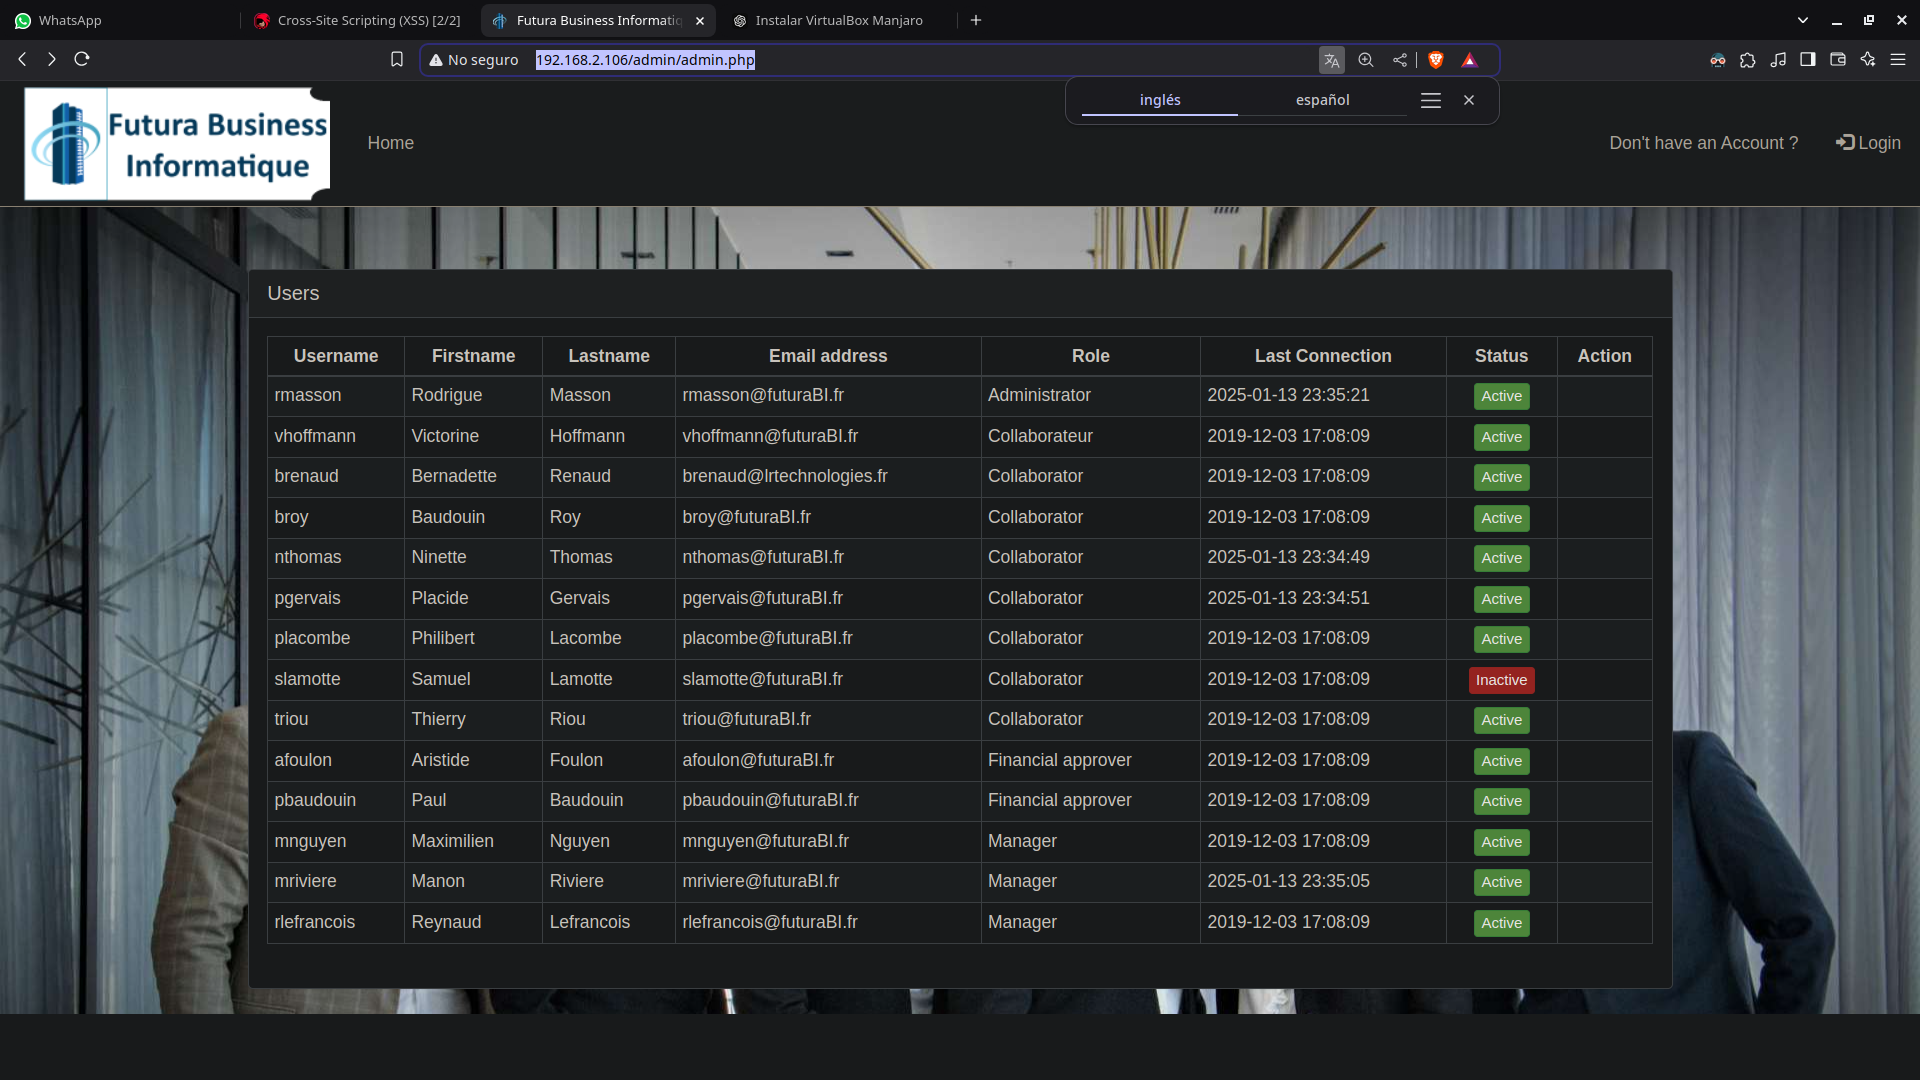 WhatsApp
Cross-Site Scripting (XSS) [2/2]
Futura Business Informatiq
Instalar VirtualBox Manjaro
No seguro
192.168.2.106/admin/admin.php
inglés español
Futura Business
Informatique
Home
Don't have an Account ?
Login
Users
Username Firstname Lastname Email address Role Last Connection Status Action
rmasson Rodrigue Masson rmasson@futuraBI.fr Administrator 2025-01-13 23:35:21 Active
vhoffmann Victorine Hoffmann vhoffmann@futuraBI.fr Collaborateur 2019-12-03 17:08:09 Active
brenaud Bernadette Renaud brenaud@lrtechnologies.fr Collaborator 2019-12-03 17:08:09 Active
broy Baudouin Roy broy@futuraBI.fr Collaborator 2019-12-03 17:08:09 Active
nthomas Ninette Thomas nthomas@futuraBI.fr Collaborator 2025-01-13 23:34:49 Active
pgervais Placide Gervais pgervais@futuraBI.fr Collaborator 2025-01-13 23:34:51 Active
placombe Philibert Lacombe placombe@futuraBI.fr Collaborator 2019-12-03 17:08:09 Active
slamotte Samuel Lamotte slamotte@futuraBI.fr Collaborator 2019-12-03 17:08:09 Inactive
triou Thierry Riou triou@futuraBI.fr Collaborator 2019-12-03 17:08:09 Active
afoulon Aristide Foulon afoulon@futuraBI.fr Financial approver 2019-12-03 17:08:09 Active
pbaudouin Paul Baudouin pbaudouin@futuraBI.fr Financial approver 2019-12-03 17:08:09 Active
mnguyen Maximilien Nguyen mnguyen@futuraBI.fr Manager 2019-12-03 17:08:09 Active
mriviere Manon Riviere mriviere@futuraBI.fr Manager 2025-01-13 23:35:05 Active
rlefrancois Reynaud Lefrancois rlefrancois@futuraBI.fr Manager 2019-12-03 17:08:09 Active